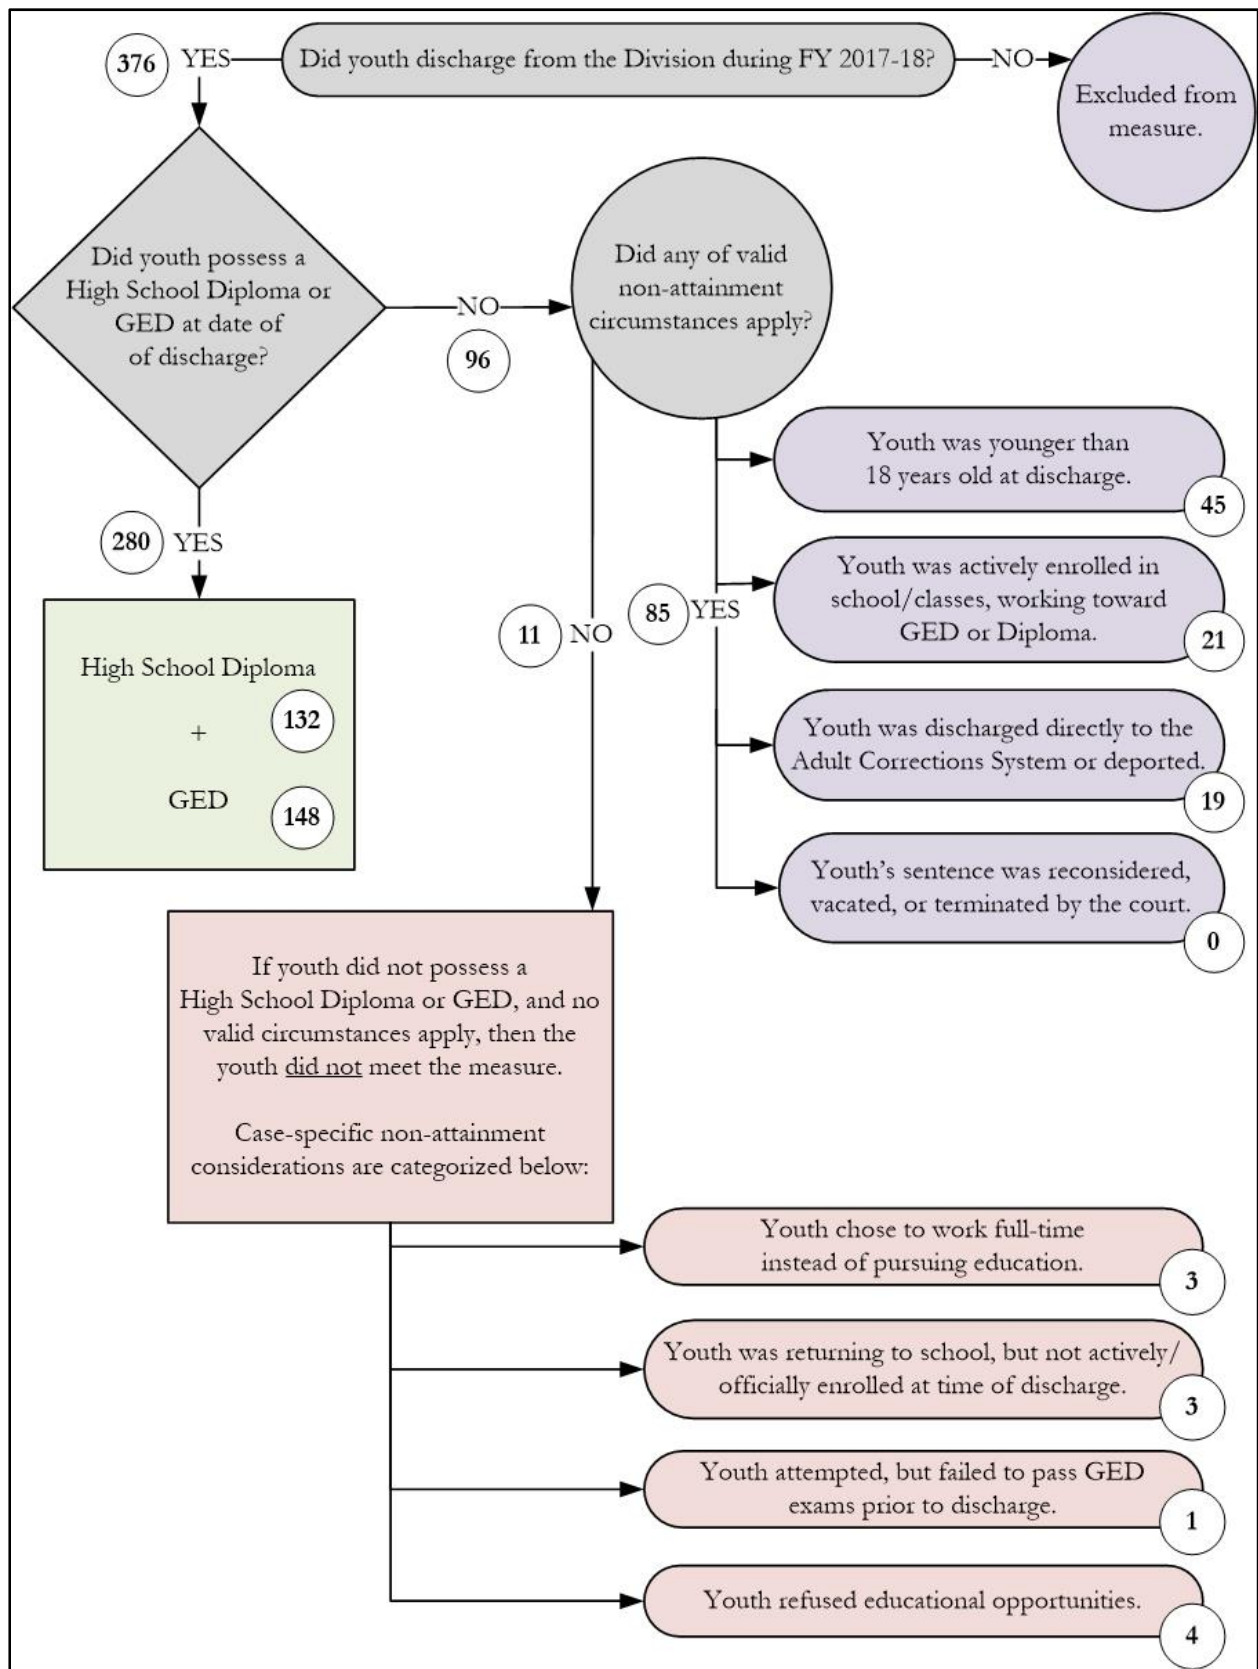 376
YES
Did youth discharge from the Division during FY 2017-18?
NO
Excluded from
measure.
Did youth possess a
High School Diploma or
GED at date of
of discharge?
NO
96
Did any of valid
non-attainment
circumstances apply?
280
YES
High School Diploma
132
+
GED
148
11
NO
85
YES
Youth was younger than
18 years old at discharge.
45
Youth was actively enrolled in
school/classes, working toward
GED or Diploma.
21
Youth was discharged directly to the
Adult Corrections System or deported.
19
Youth's sentence was reconsidered,
vacated, or terminated by the court.
0
If youth did not possess a
High School Diploma or GED, and no
valid circumstances apply, then the
youth did not meet the measure.
Case-specific non-attainment
considerations are categorized below:
Youth chose to work full-time
instead of pursuing education.
3
Youth was returning to school, but not actively/
officially enrolled at time of discharge.
3
Youth attempted, but failed to pass GED
exams prior to discharge.
1
Youth refused educational opportunities.
4